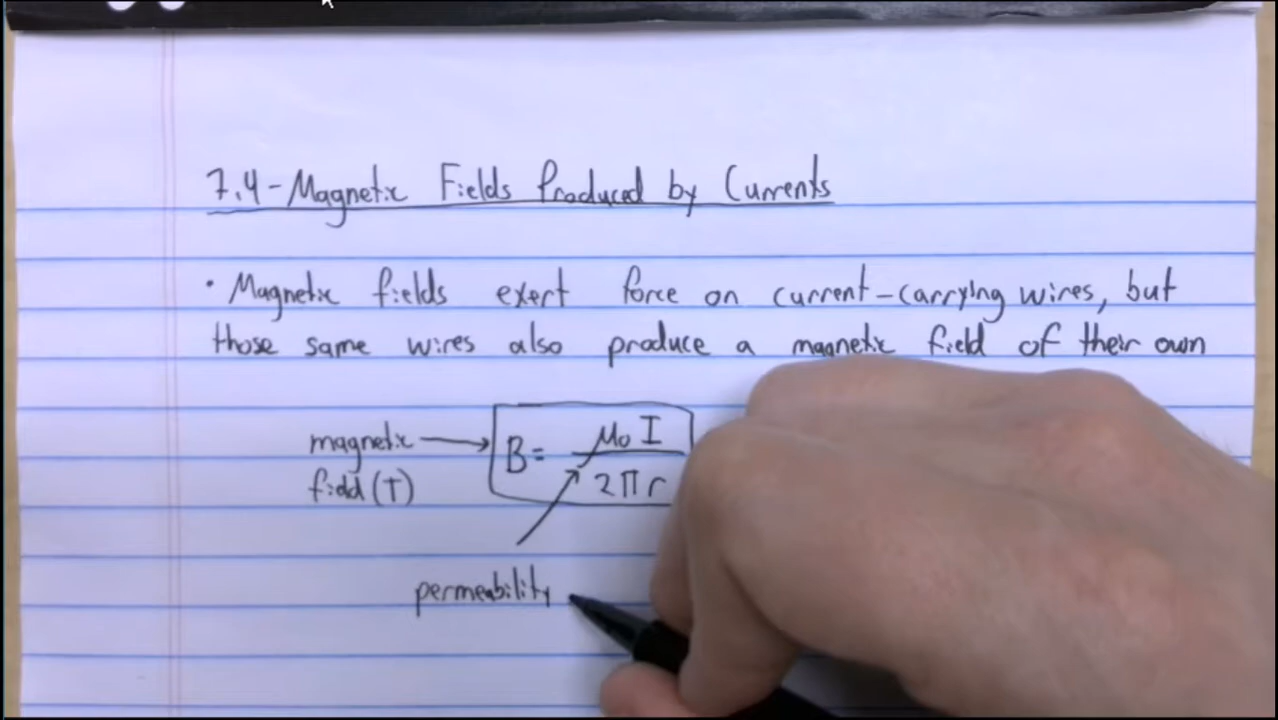 7.4-Magnetic Fields Produced by Currents
• Magnetic fields exert force on current-carrying wires, but
those same wires also produce a magnetic field of their own
magnetic
field (T)
B = μ₀ I / 2πr
permeability